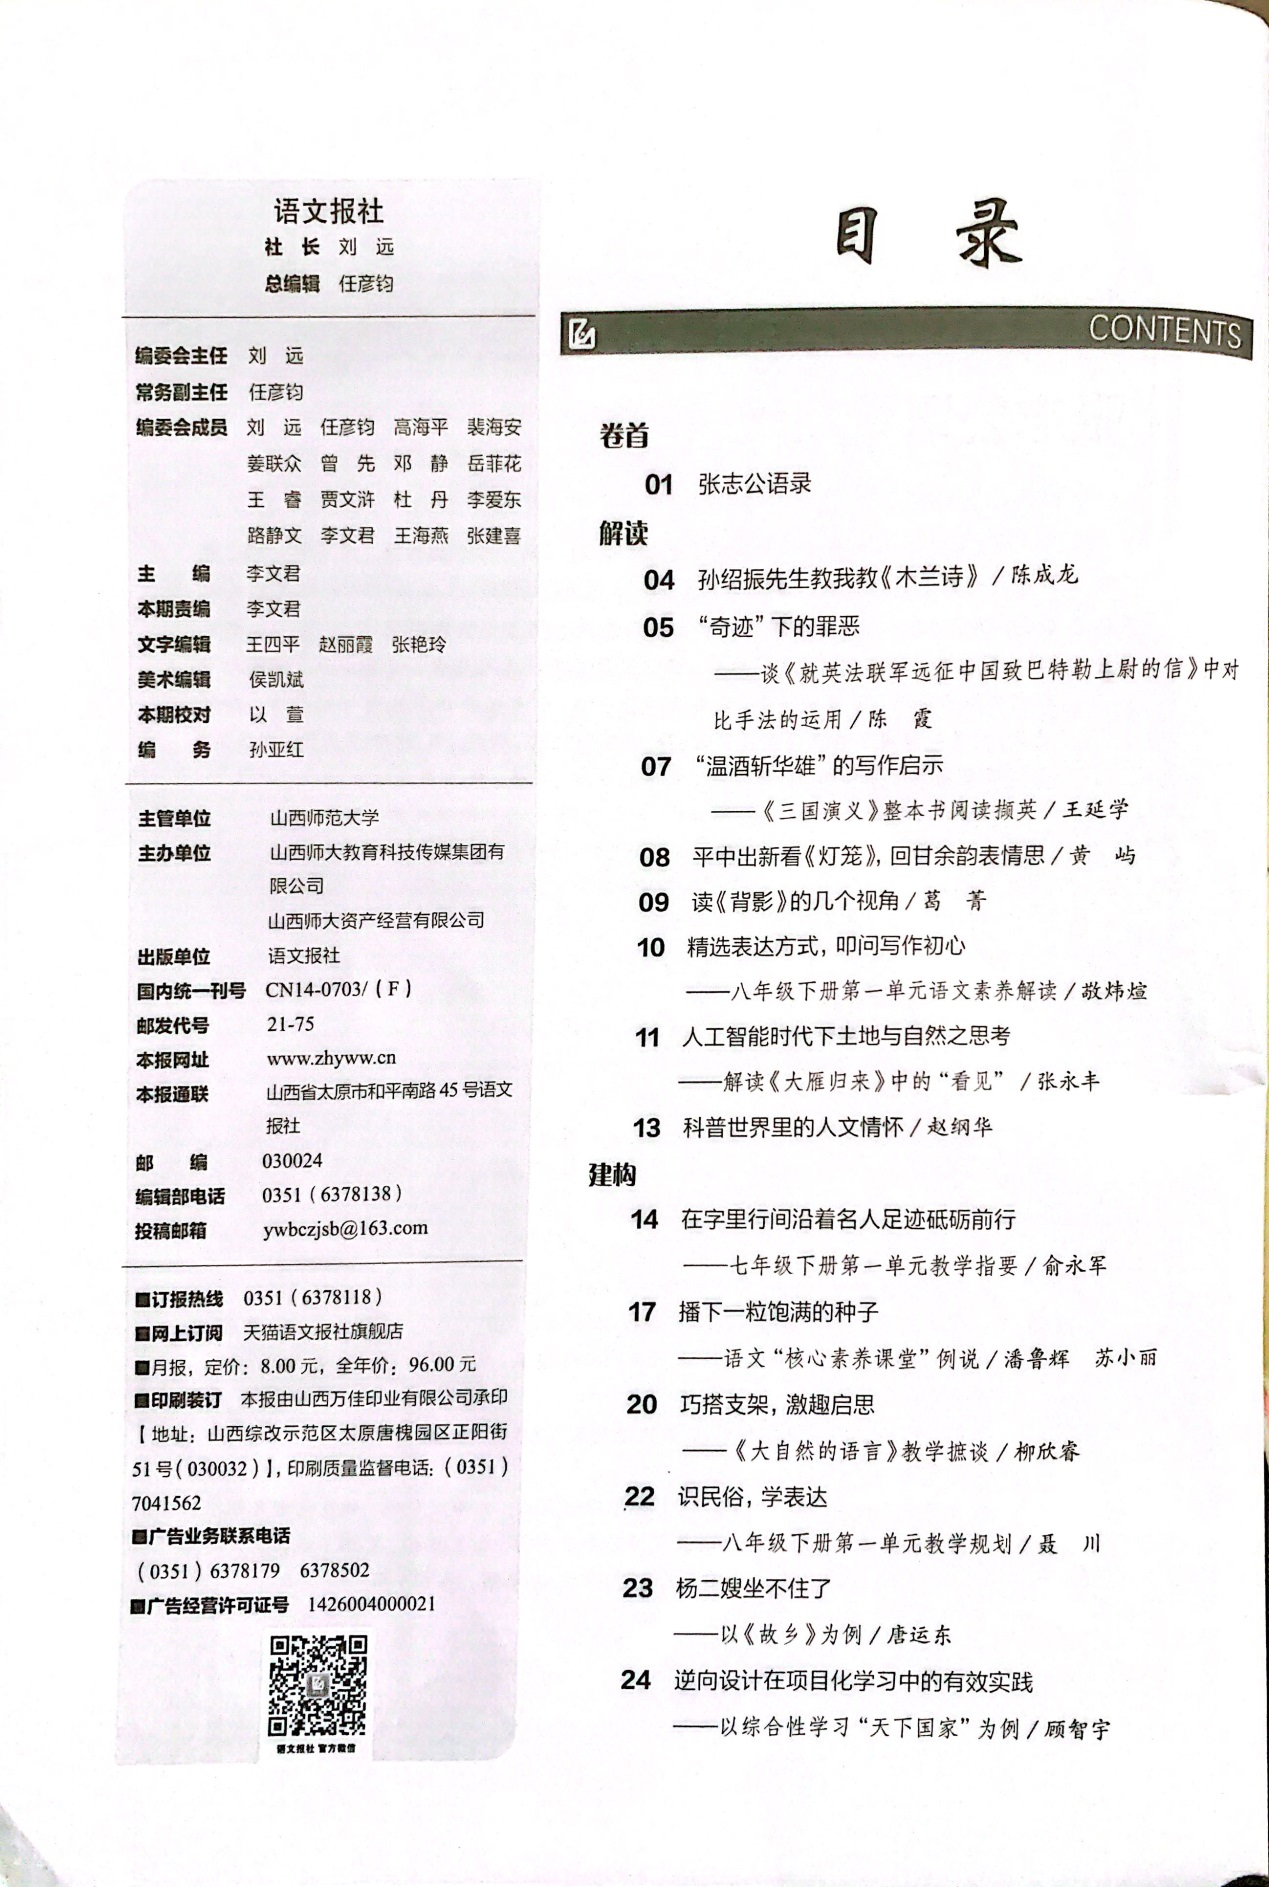 语文报社
社 长 刘 远
总编辑 任彦钧
编委会主任 刘 远
常务副主任 任彦钧
编委会成员 刘 远 任彦钧 高海平 裴海安
姜联众 曾 先 邓 静 岳菲花
王 睿 贾文浒 杜 丹 李爱东
路静文 李文君 王海燕 张建喜
主 编 李文君
本期责编 李文君
文字编辑 王四平 赵丽霞 张艳玲
美术编辑 侯凯斌
本期校对 以 萱
编 务 孙亚红
主管单位 山西师范大学
主办单位 山西师大教育科技传媒集团有
限公司
山西师大资产经营有限公司
出版单位 语文报社
国内统一刊号 CN14-0703/（F）
邮发代号 21-75
本报网址 www.zhyww.cn
本报通联 山西省太原市和平南路 45 号语文
报社
邮 编 030024
编辑部电话 0351（6378138）
投稿邮箱 ywbczjsb@163.com
■订报热线 0351（6378118）
■网上订阅 天猫语文报社旗舰店
■月报，定价：8.00 元，全年价：96.00 元
■印刷装订 本报由山西万佳印业有限公司承印
【地址：山西综改示范区太原唐槐园区正阳街
51 号（030032）】，印刷质量监督电话：（0351）
7041562
■广告业务联系电话
（0351）6378179 6378502
■广告经营许可证号 1426004000021
语文报社 官方微信
目 录
CONTENTS
卷首
01 张志公语录
解读
04 孙绍振先生教我教《木兰诗》/陈成龙
05 “奇迹”下的罪恶
——谈《就英法联军远征中国致巴特勒上尉的信》中对
比手法的运用/陈 霞
07 “温酒斩华雄”的写作启示
——《三国演义》整本书阅读撷英/王延学
08 平中出新看《灯笼》，回甘余韵表情思/黄 屿
09 读《背影》的几个视角/葛 菁
10 精选表达方式，叩问写作初心
——八年级下册第一单元语文素养解读/敬炜煊
11 人工智能时代下土地与自然之思考
——解读《大雁归来》中的“看见”/张永丰
13 科普世界里的人文情怀/赵纲华
建构
14 在字里行间沿着名人足迹砥砺前行
——七年级下册第一单元教学指要/俞永军
17 播下一粒饱满的种子
——语文“核心素养课堂”例说/潘鲁辉 苏小丽
20 巧搭支架，激趣启思
——《大自然的语言》教学摭谈/柳欣睿
22 识民俗，学表达
——八年级下册第一单元教学规划/聂 川
23 杨二嫂坐不住了
——以《故乡》为例/唐运东
24 逆向设计在项目化学习中的有效实践
——以综合性学习“天下国家”为例/顾智宇